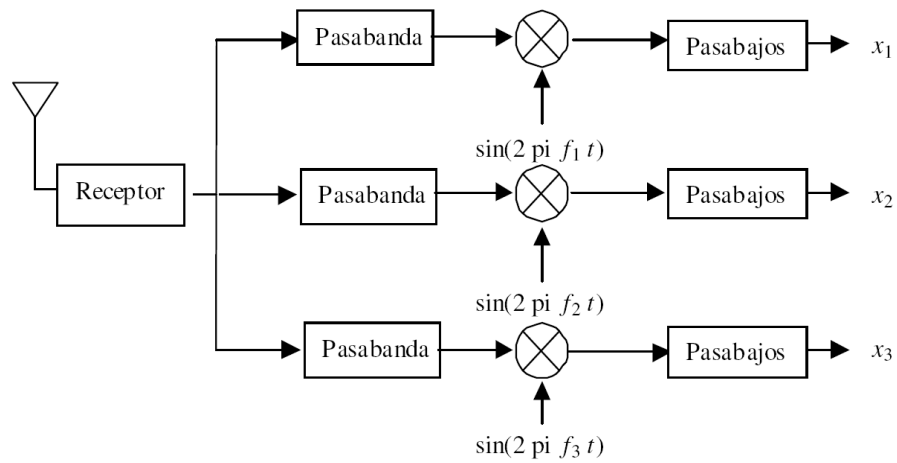 Pasabanda
Pasabajos
x1
sin(2 pi f1 t)
Receptor
Pasabanda
Pasabajos
x2
sin(2 pi f2 t)
Pasabanda
Pasabajos
x3
sin(2 pi f3 t)